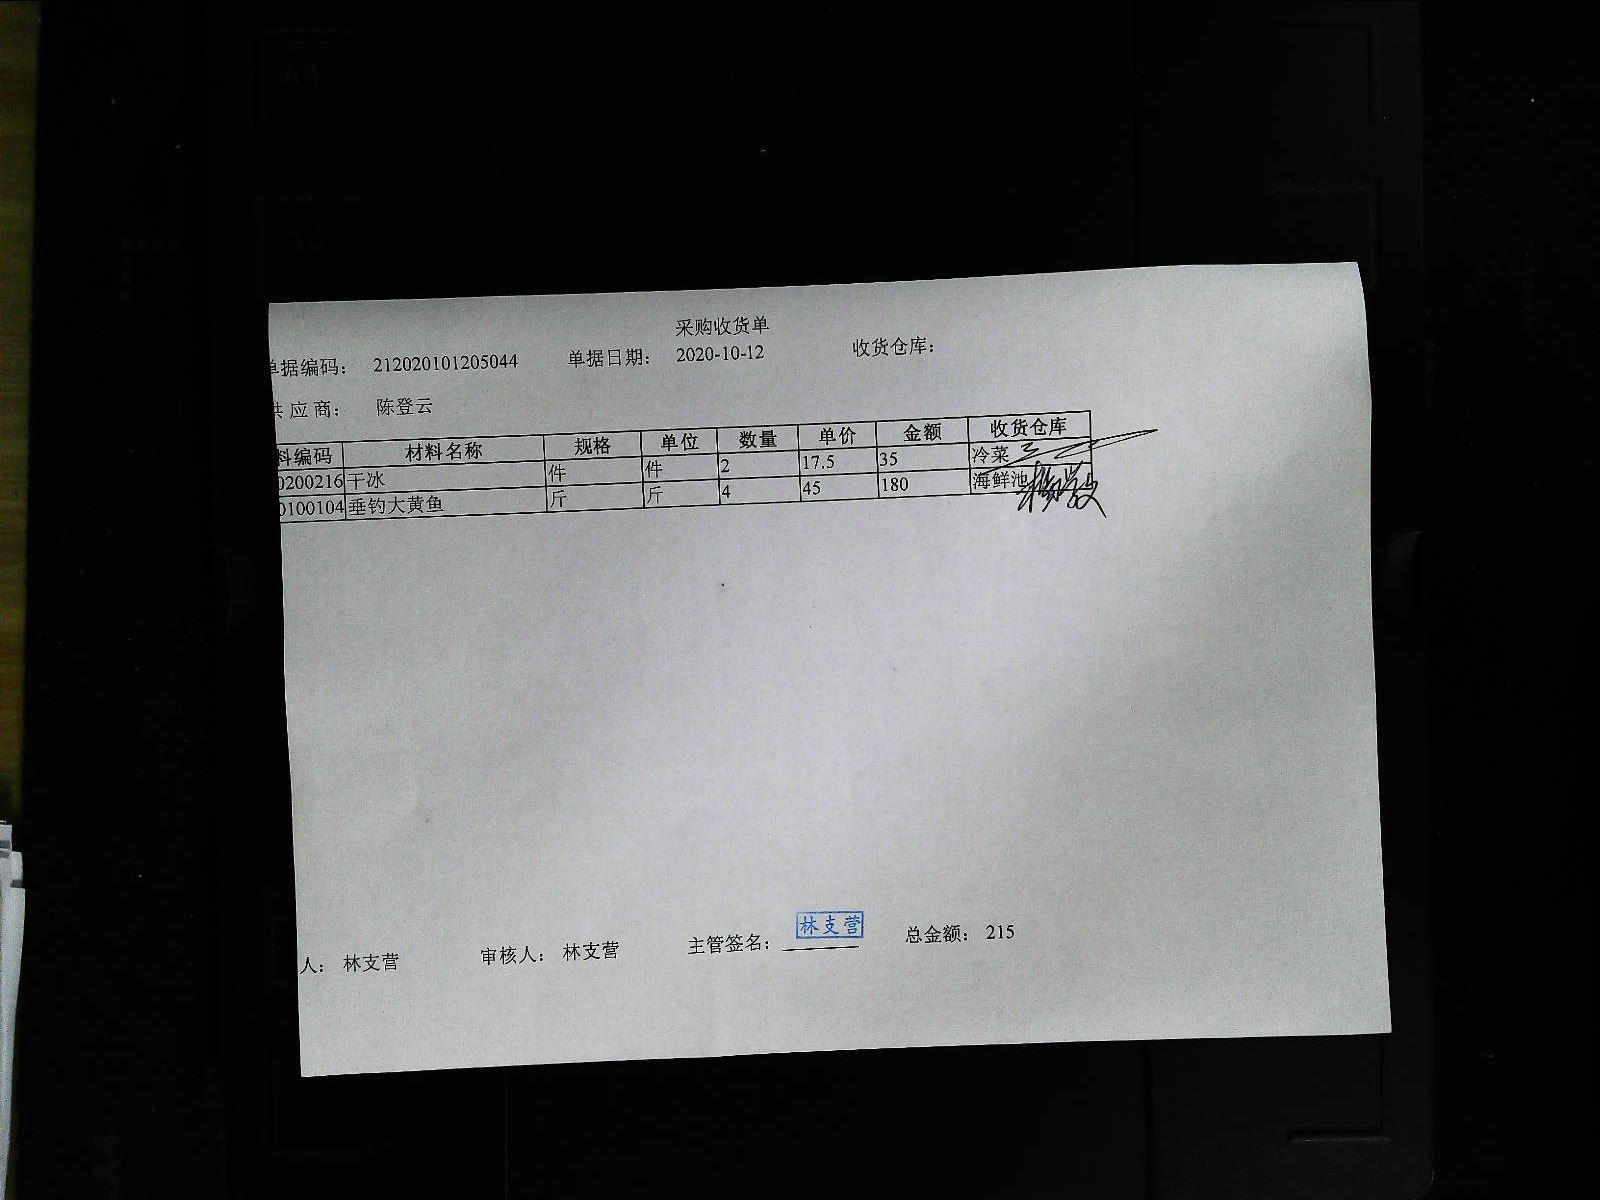 采购收货单
单据编码： 212020101205044 单据日期： 2020-10-12 收货仓库：
供应商： 陈登云
料编码 材料名称 规格 单位 数量 单价 金额 收货仓库
0200216 干冰 件 件 2 17.5 35 冷菜
0100104 垂钓大黄鱼 斤 斤 4 45 180 海鲜池
人： 林支营 审核人： 林支营 主管签名： 林支营 总金额： 215